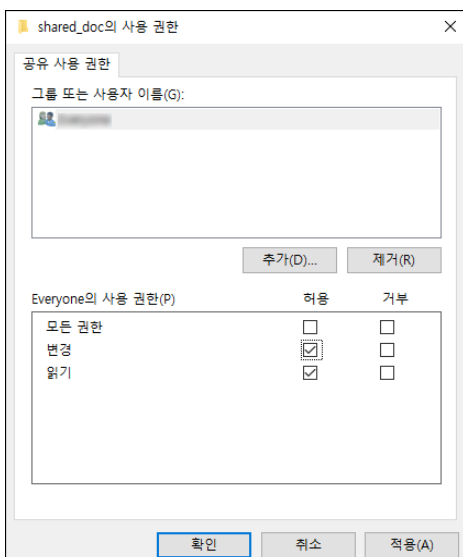 shared_doc의 사용 권한
공유 사용 권한
그룹 또는 사용자 이름(G):
추가(D)...
제거(R)
Everyone의 사용 권한(P) 허용 거부
모든 권한
변경
읽기
확인 취소 적용(A)